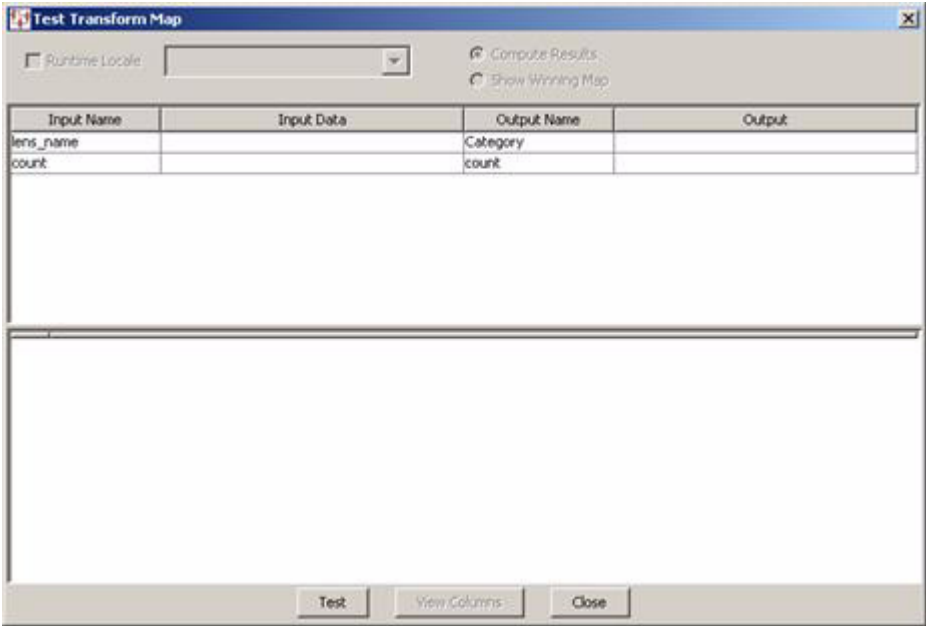 Test Transform Map
Runtime Locale
Compute Results
Show Winning Map
Input Name Input Data Output Name Output
lens_name Category
count count
Test View Columns Close